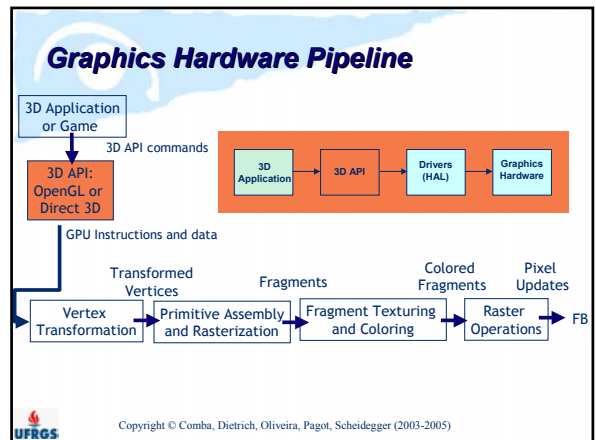 Graphics Hardware Pipeline
3D Application
or Game
3D API commands
3D API:
OpenGL or
Direct 3D
3D
Application
3D API
Drivers
(HAL)
Graphics
Hardware
GPU Instructions and data
Transformed
Vertices
Fragments
Colored
Fragments
Pixel
Updates
Vertex
Transformation
Primitive Assembly
and Rasterization
Fragment Texturing
and Coloring
Raster
Operations
FB
UFRGS
Copyright © Comba, Dietrich, Oliveira, Pagot, Scheidegger (2003-2005)